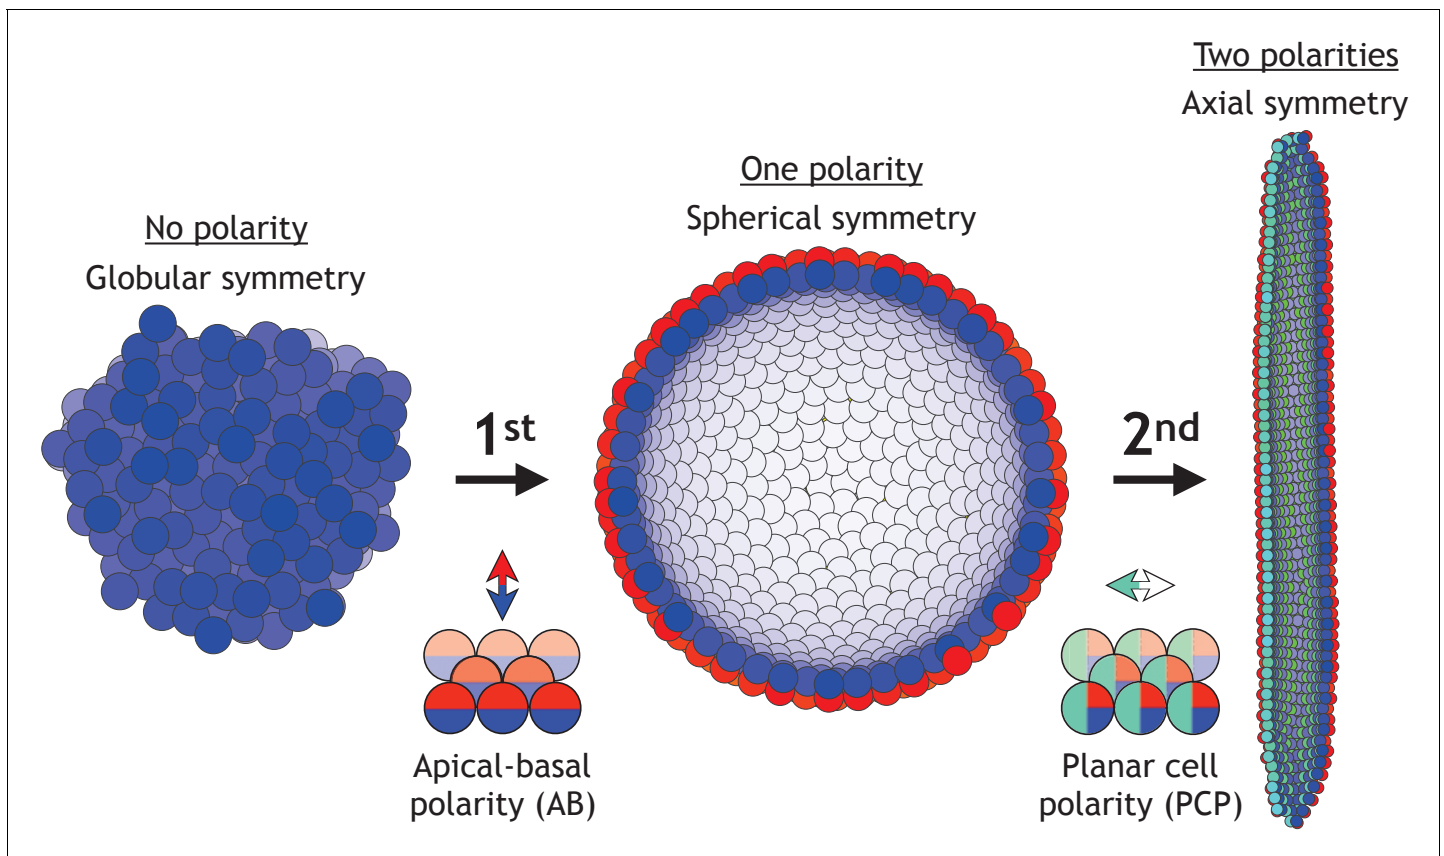 No polarity
Globular symmetry
1st
Apical-basal
polarity (AB)
One polarity
Spherical symmetry
2nd
Planar cell
polarity (PCP)
Two polarities
Axial symmetry